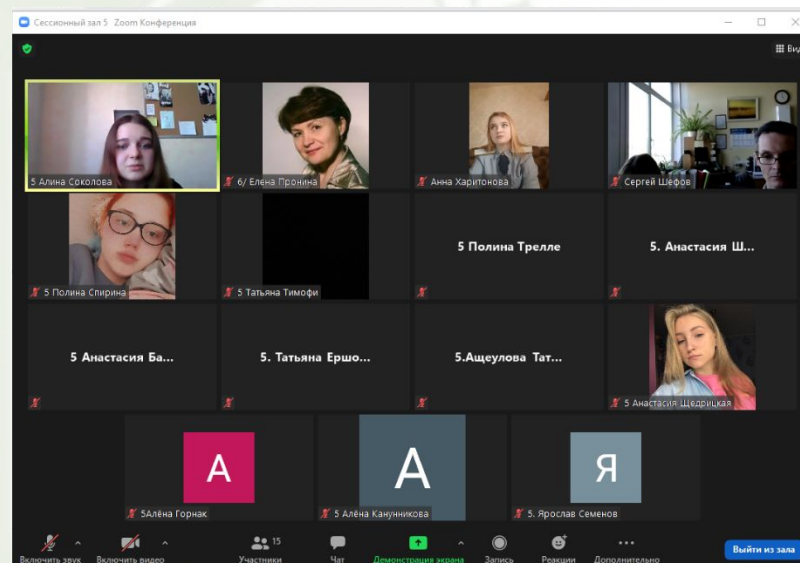 Сессионный зал 5 Zoom Конференция
Вид
5 Алина Соколова
6/ Елена Пронина
Анна Харитонова
Сергей Шефов
5 Полина Спирина
5 Татьяна Тимофи
5 Полина Трелле
5. Анастасия Ш...
5 Анастасия Ба...
5. Татьяна Ершо...
5.Ащеулова Тат...
5 Анастасия Щедрицкая
А
5Алёна Горнак
А
5 Алёна Канунникова
Я
5. Ярослав Семенов
Включить звук
Включить видео
15
Участники
Чат
Демонстрация экрана
Запись
Реакции
Дополнительно
Выйти из зала